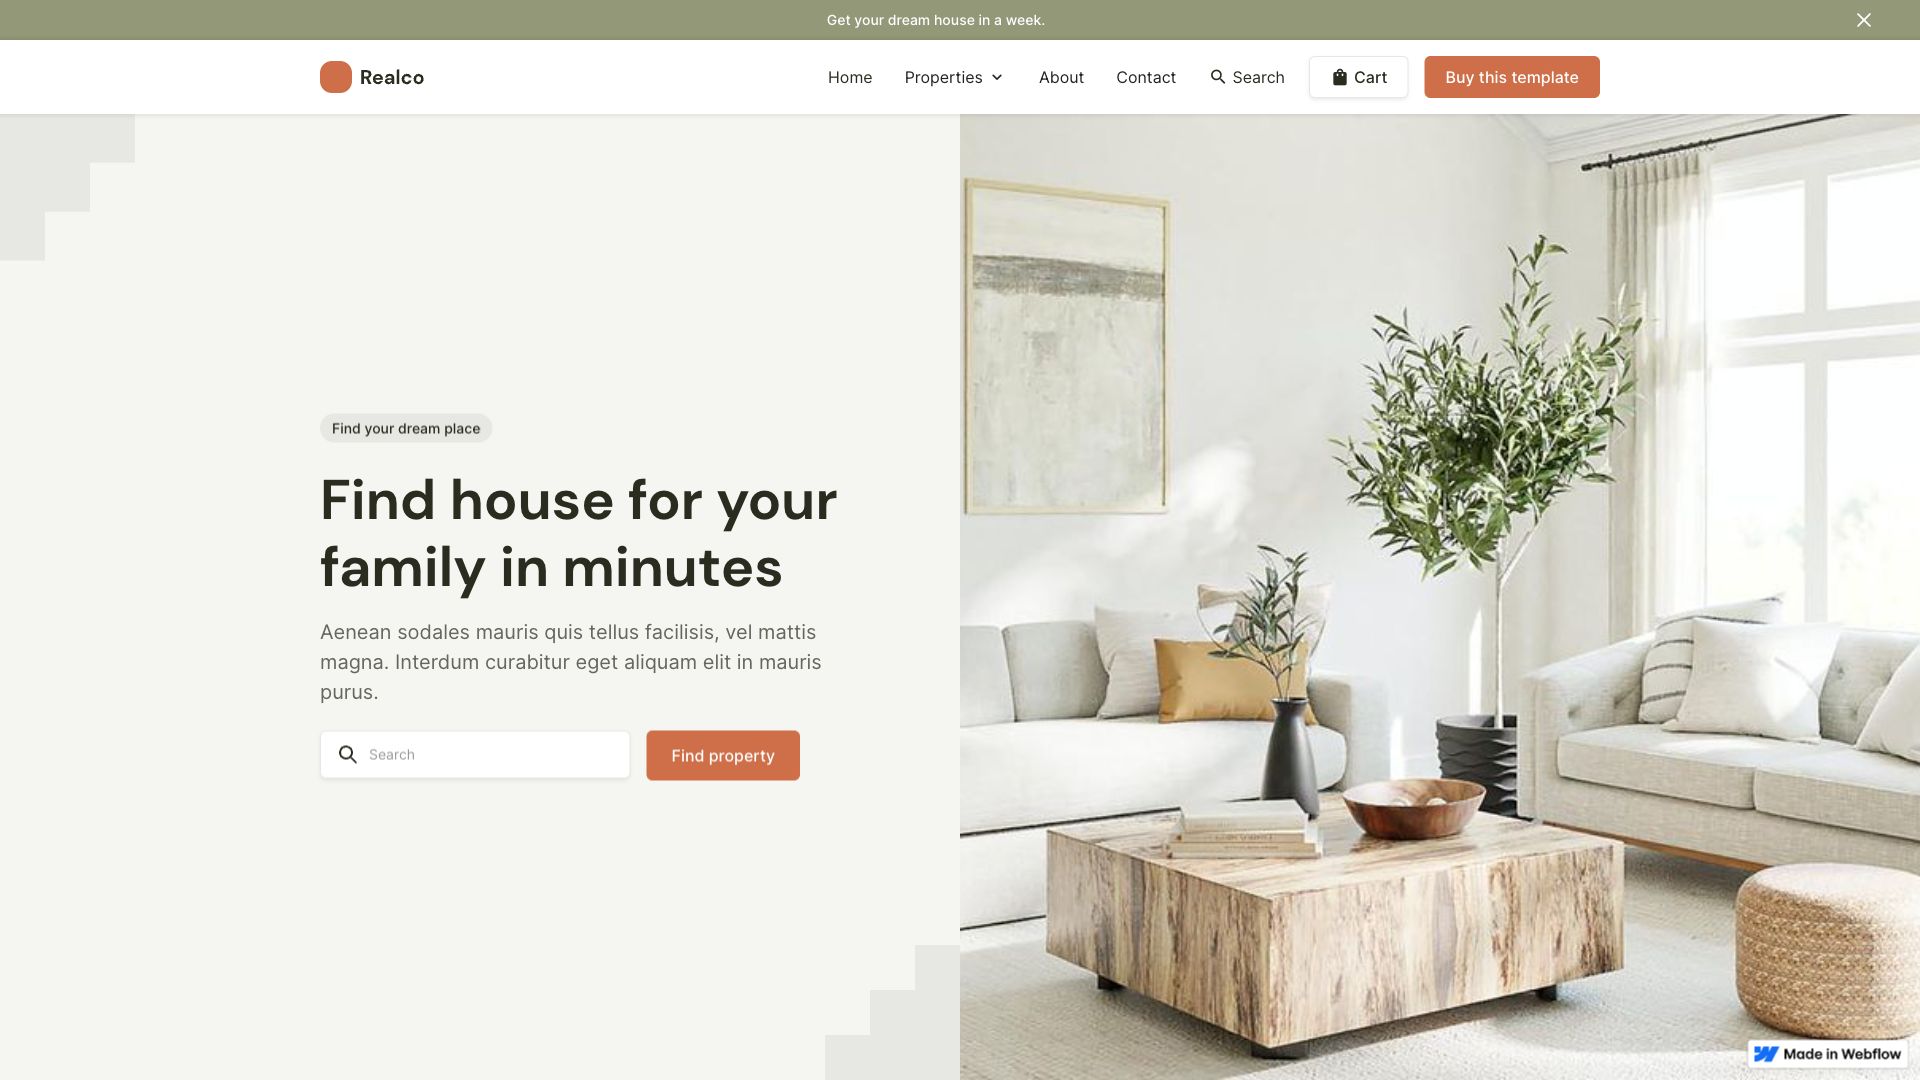 Get your dream house in a week.
Realco
Home
Properties
About
Contact
Search
Cart
Buy this template
Find your dream place
Find house for your
family in minutes
Aenean sodales mauris quis tellus facilisis, vel mattis
magna. Interdum curabitur eget aliquam elit in mauris
purus.
Search
Find property
Made in Webflow